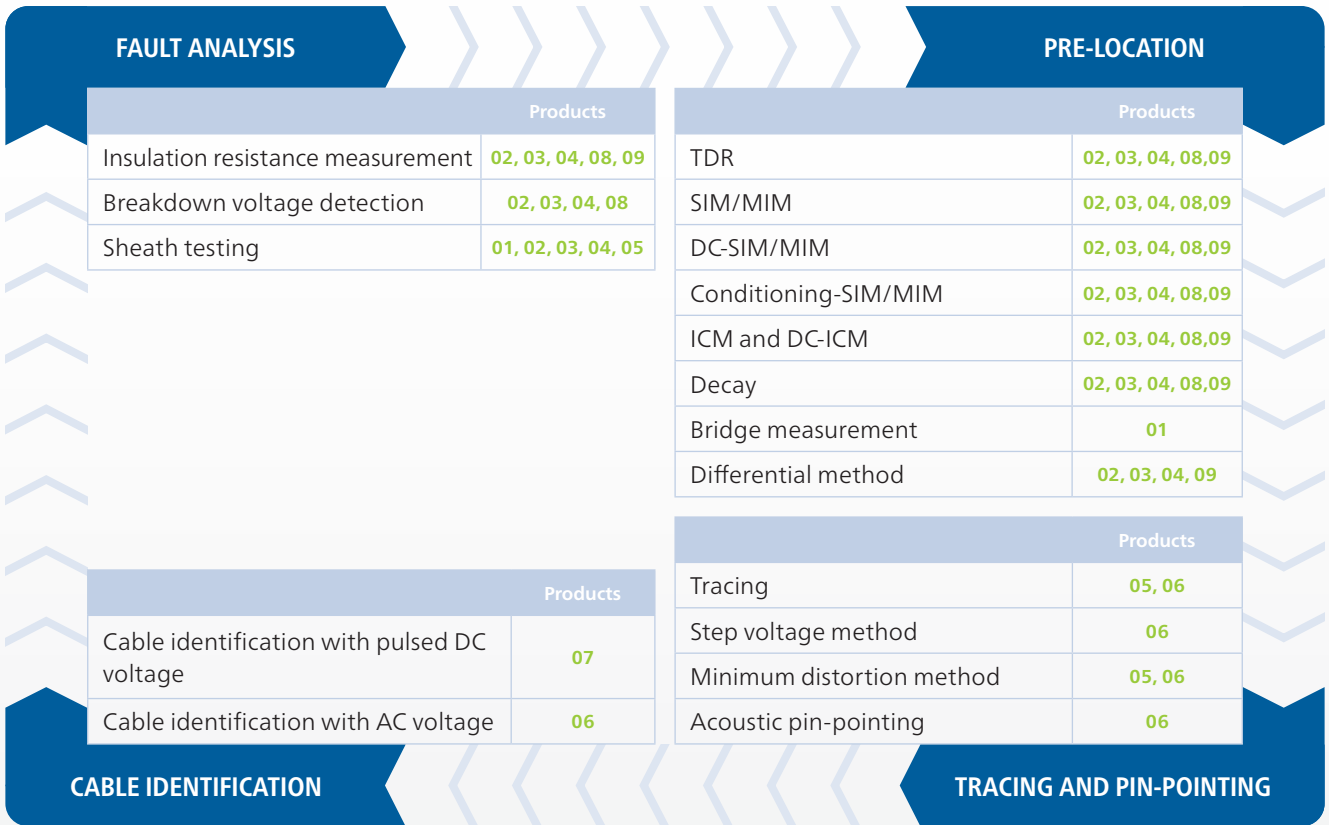 FAULT ANALYSIS
Products
Insulation resistance measurement 02, 03, 04, 08, 09
Breakdown voltage detection 02, 03, 04, 08
Sheath testing 01, 02, 03, 04, 05
PRE-LOCATION
Products
TDR 02, 03, 04, 08,09
SIM/MIM 02, 03, 04, 08,09
DC-SIM/MIM 02, 03, 04, 08,09
Conditioning-SIM/MIM 02, 03, 04, 08,09
ICM and DC-ICM 02, 03, 04, 08,09
Decay 02, 03, 04, 08,09
Bridge measurement 01
Differential method 02, 03, 04, 09
Products
Cable identification with pulsed DC
voltage 07
Cable identification with AC voltage 06
CABLE IDENTIFICATION
Products
Tracing 05, 06
Step voltage method 06
Minimum distortion method 05, 06
Acoustic pin-pointing 06
TRACING AND PIN-POINTING